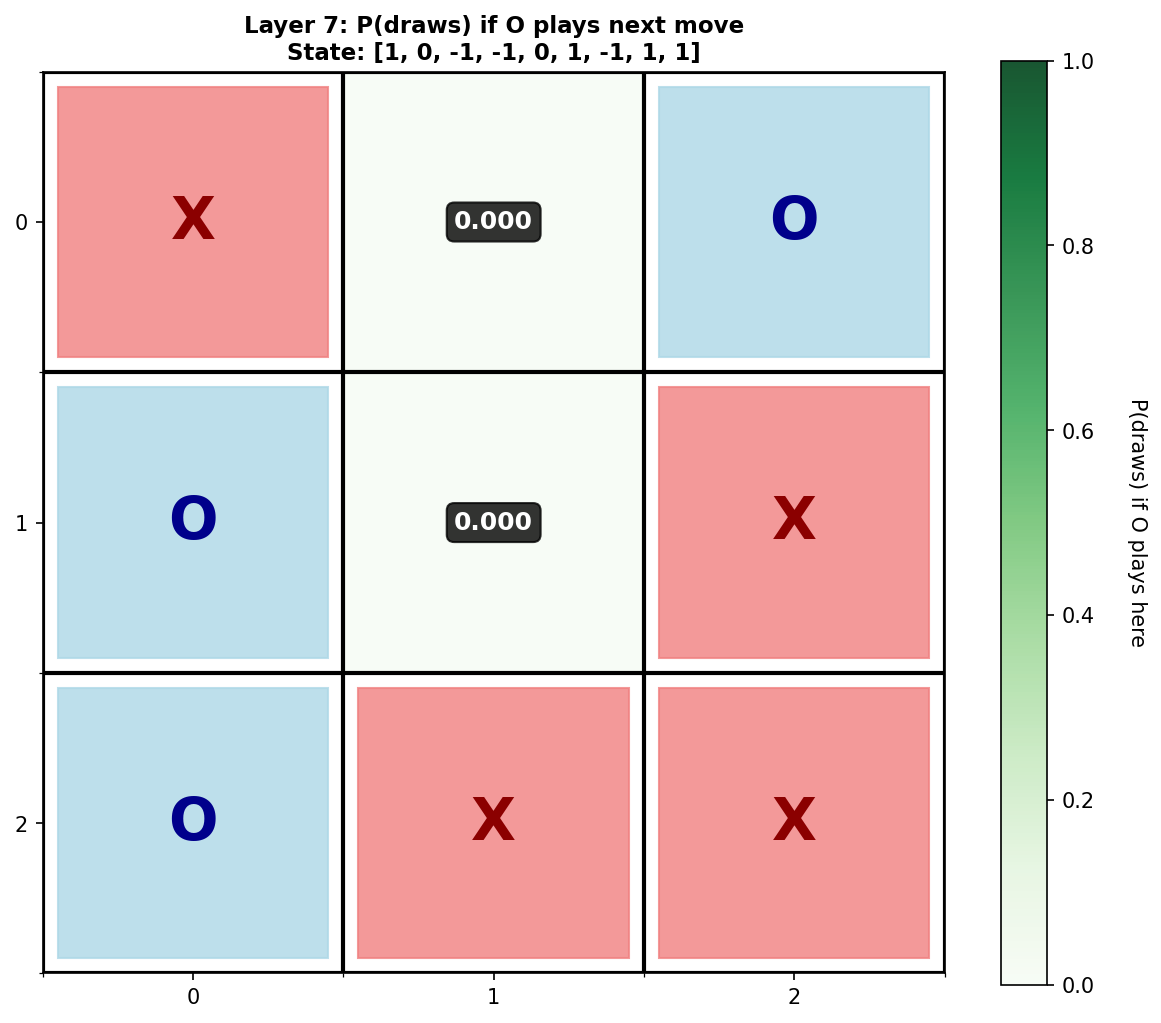 Layer 7: P(draws) if O plays next move
State: [1, 0, -1, -1, 0, 1, -1, 1, 1]
1.0
X
0.000
O
0
0.8
0.6
O
0.000
X
1
P(draws) if O plays here
0.4
0.2
O
X
X
2
0.0
0
1
2